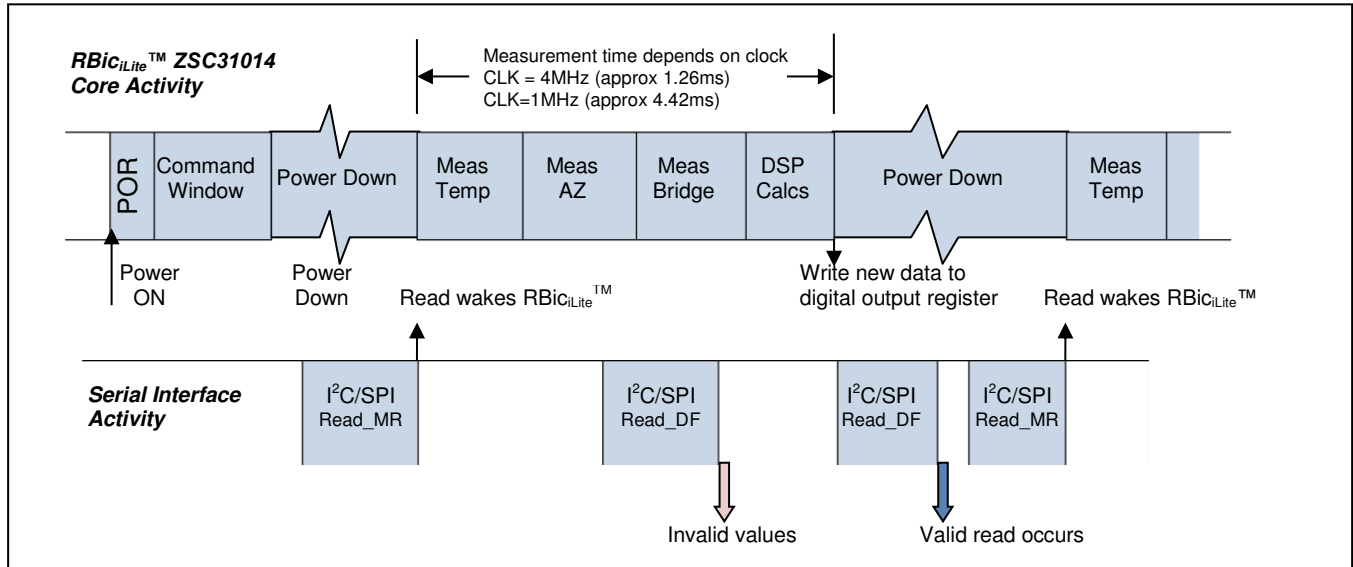 RBiciLite™ ZSC31014
Core Activity
Measurement time depends on clock
CLK = 4MHz (approx 1.26ms)
CLK=1MHz (approx 4.42ms)
POR
Command
Window
Power Down
Meas
Temp
Meas
AZ
Meas
Bridge
DSP
Calcs
Power Down
Meas
Temp
Power
ON
Power
Down
Read wakes RBiciLite™
Write new data to
digital output register
Read wakes RBiciLite™
Serial Interface
Activity
I²C/SPI
Read_MR
I²C/SPI
Read_DF
I²C/SPI
Read_DF
I²C/SPI
Read_MR
Invalid values
Valid read occurs